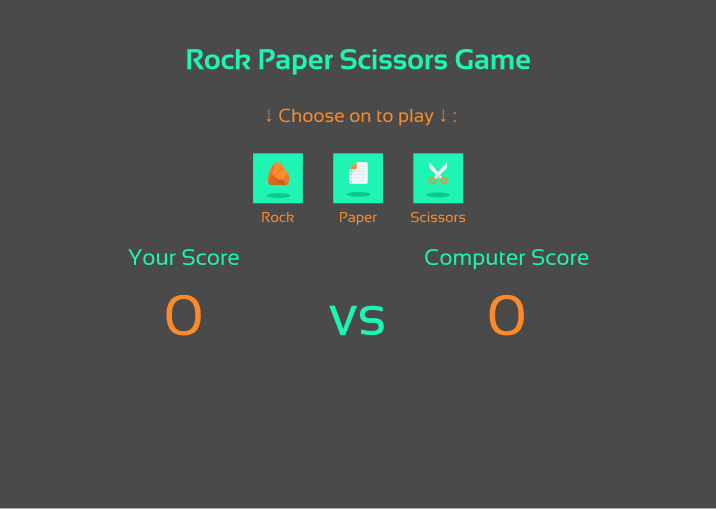 Rock Paper Scissors Game
↓ Choose on to play ↓ :
Rock Paper Scissors
Your Score Computer Score
0 vs 0